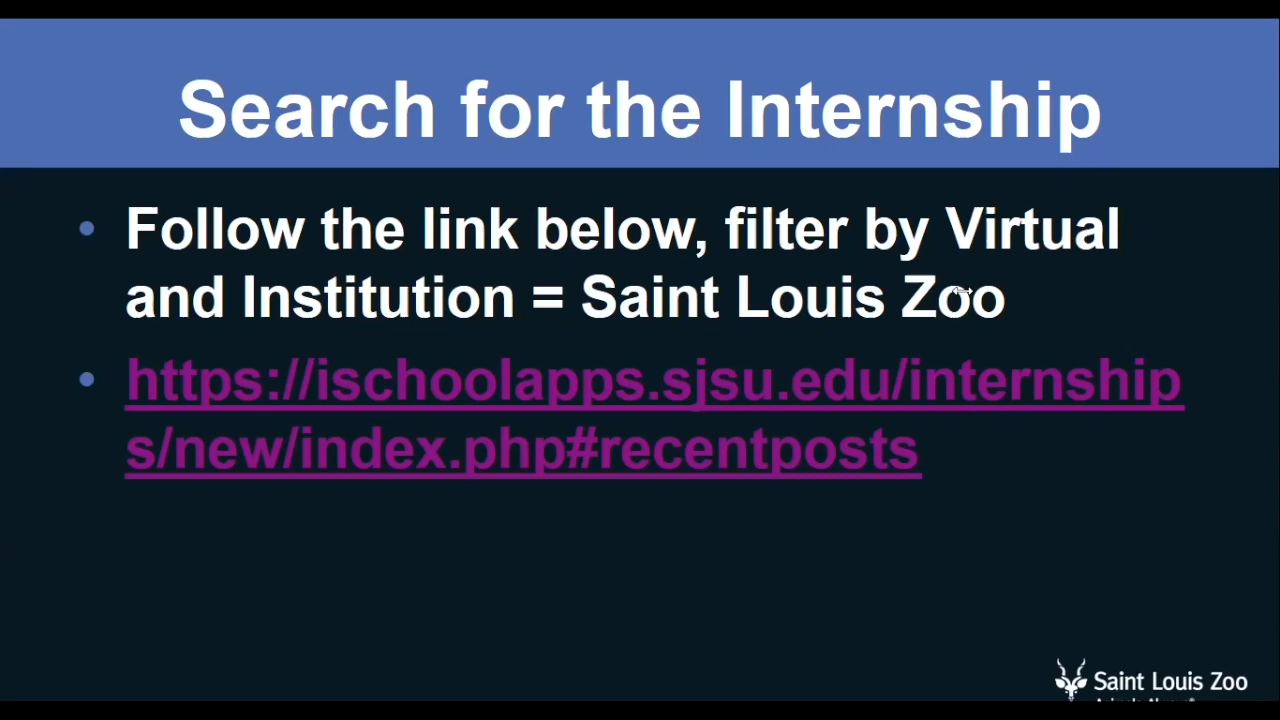 Search for the Internship
• Follow the link below, filter by Virtual
and Institution = Saint Louis Zoo
• https://ischoolapps.sjsu.edu/internship
s/new/index.php#recentposts
Saint Louis Zoo